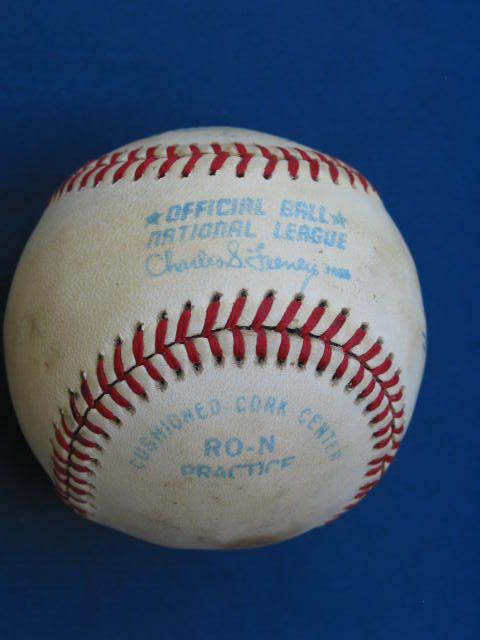 ★OFFICIAL BALL★
NATIONAL LEAGUE
Charles S. Feeney
CUSHIONED CORK CENTER
RO-N
PRACTICE